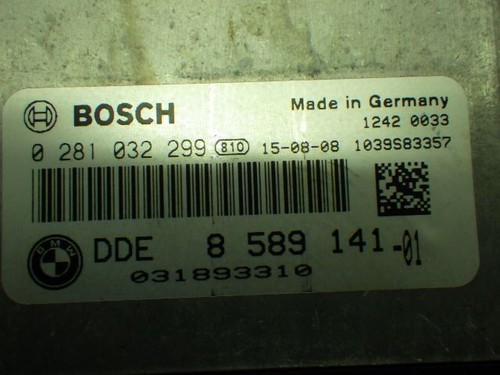 BOSCH
Made in Germany
1242 0033
0 281 032 299 810 15-08-08 1039S83357
BMW DDE 8 589 141-01
031893310